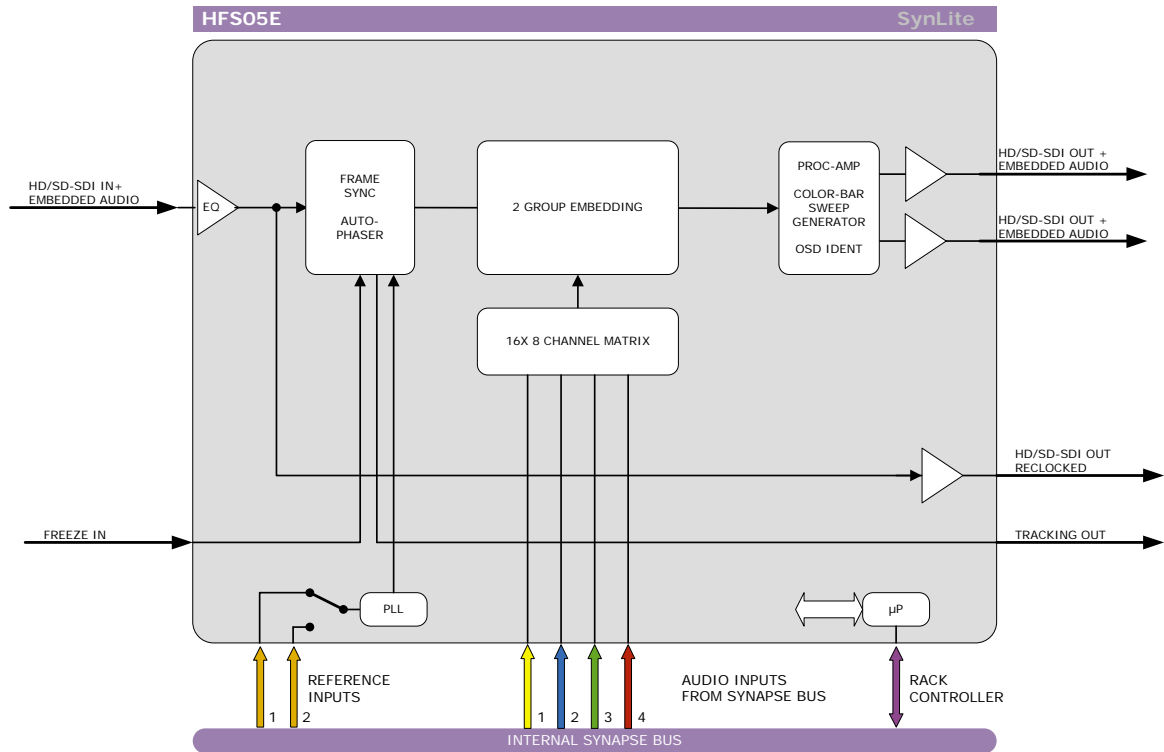 HFS05E
SynLite
HD/SD-SDI IN+
EMBEDDED AUDIO
EQ
FRAME
SYNC
AUTO-
PHASER
2 GROUP EMBEDDING
PROC-AMP
COLOR-BAR
SWEEP
GENERATOR
OSD IDENT
HD/SD-SDI OUT +
EMBEDDED AUDIO
HD/SD-SDI OUT +
EMBEDDED AUDIO
16X 8 CHANNEL MATRIX
HD/SD-SDI OUT
RECLOCKED
FREEZE IN
TRACKING OUT
PLL
µP
REFERENCE
INPUTS
1
2
AUDIO INPUTS
FROM SYNAPSE BUS
1
2
3
4
RACK
CONTROLLER
INTERNAL SYNAPSE BUS